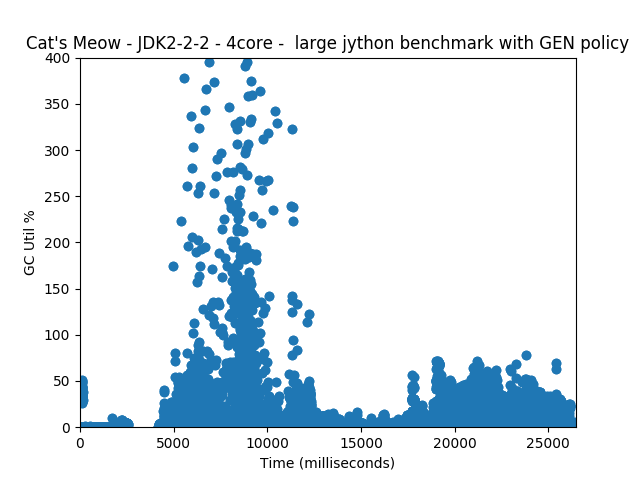 Cat's Meow - JDK2-2-2 - 4core -  large jython benchmark with GEN policy
400
350
300
250
200
150
100
50
0
GC Util %
0 5000 10000 15000 20000 25000
Time (milliseconds)